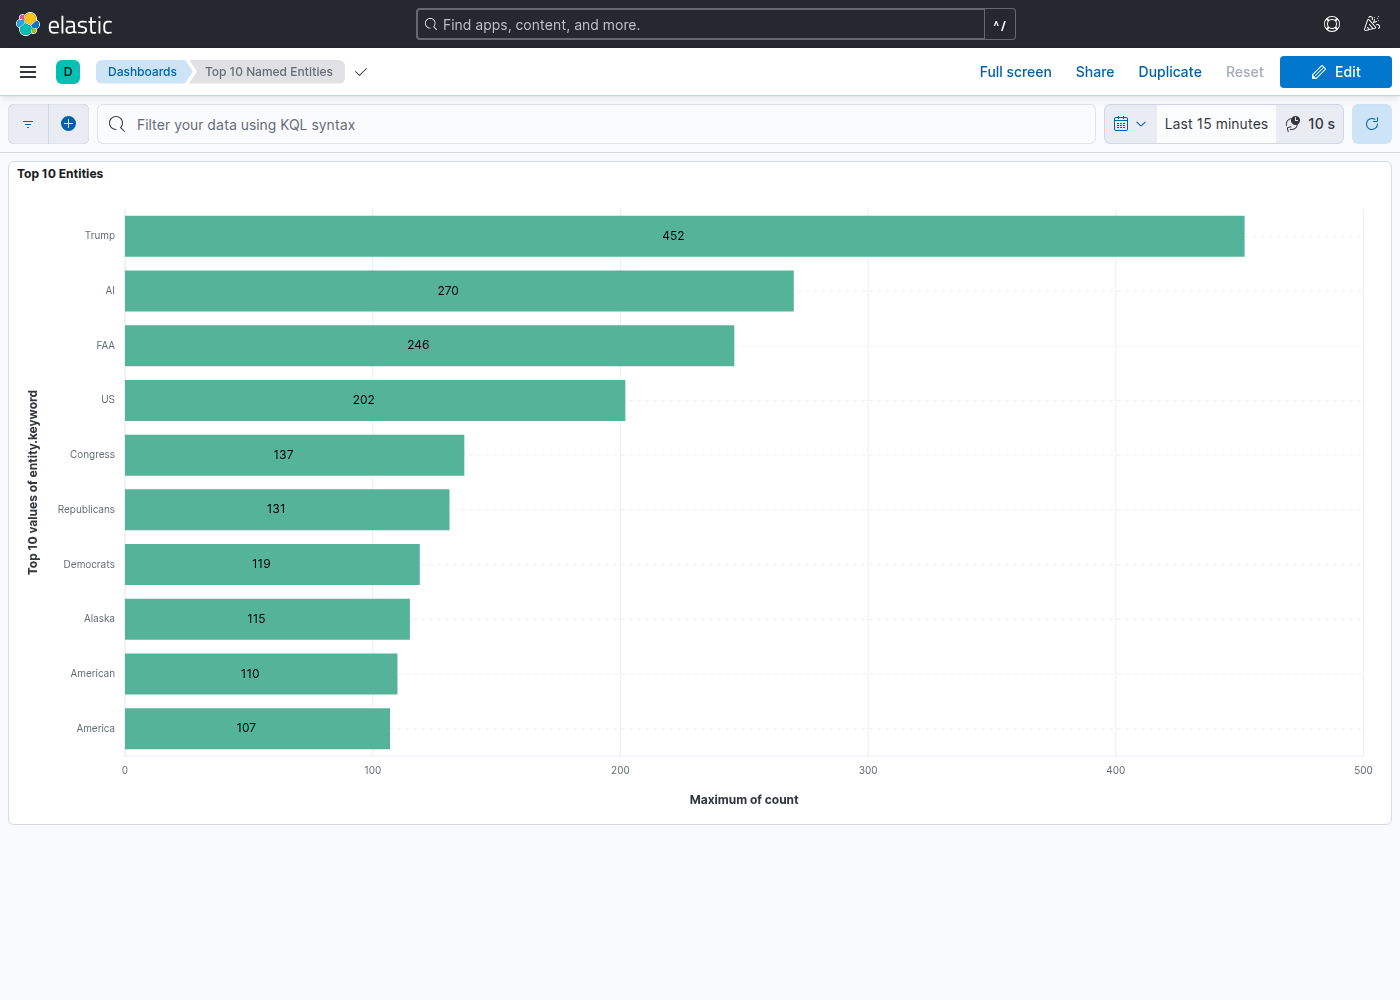 elastic
Find apps, content, and more.
^/
D
Dashboards
Top 10 Named Entities
Full screen
Share
Duplicate
Reset
Edit
Filter your data using KQL syntax
Last 15 minutes
10 s
Top 10 Entities
Top 10 values of entity.keyword
Trump
452
AI
270
FAA
246
US
202
Congress
137
Republicans
131
Democrats
119
Alaska
115
American
110
America
107
0
100
200
300
400
500
Maximum of count